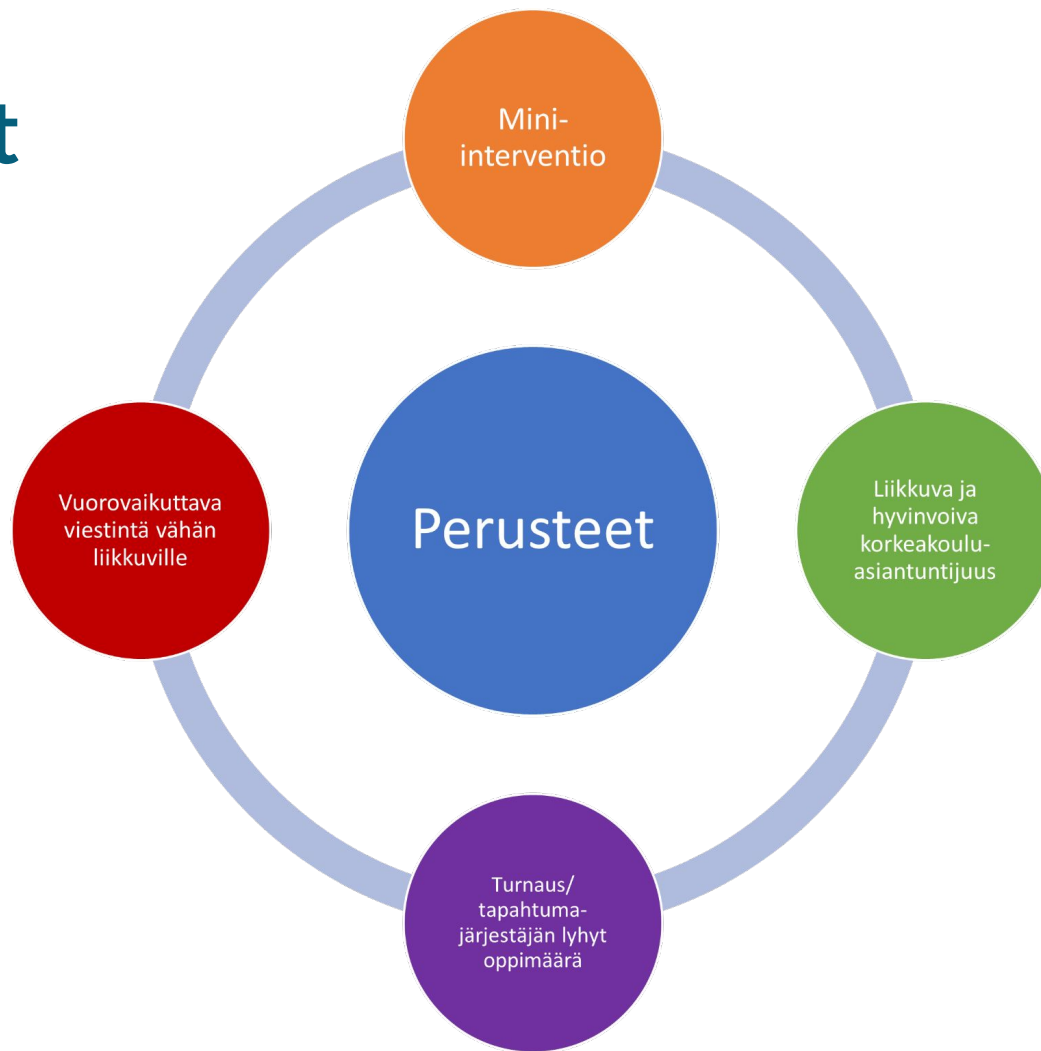 t
Mini-
interventio
Vuorovaikuttava
viestintä vähän
liikkuville
Perusteet
Liikkuva ja
hyvinvoiva
korkeakoulu-
asiantuntijuus
Turnaus/
tapahtuma-
järjestäjän lyhyt
oppimäärä